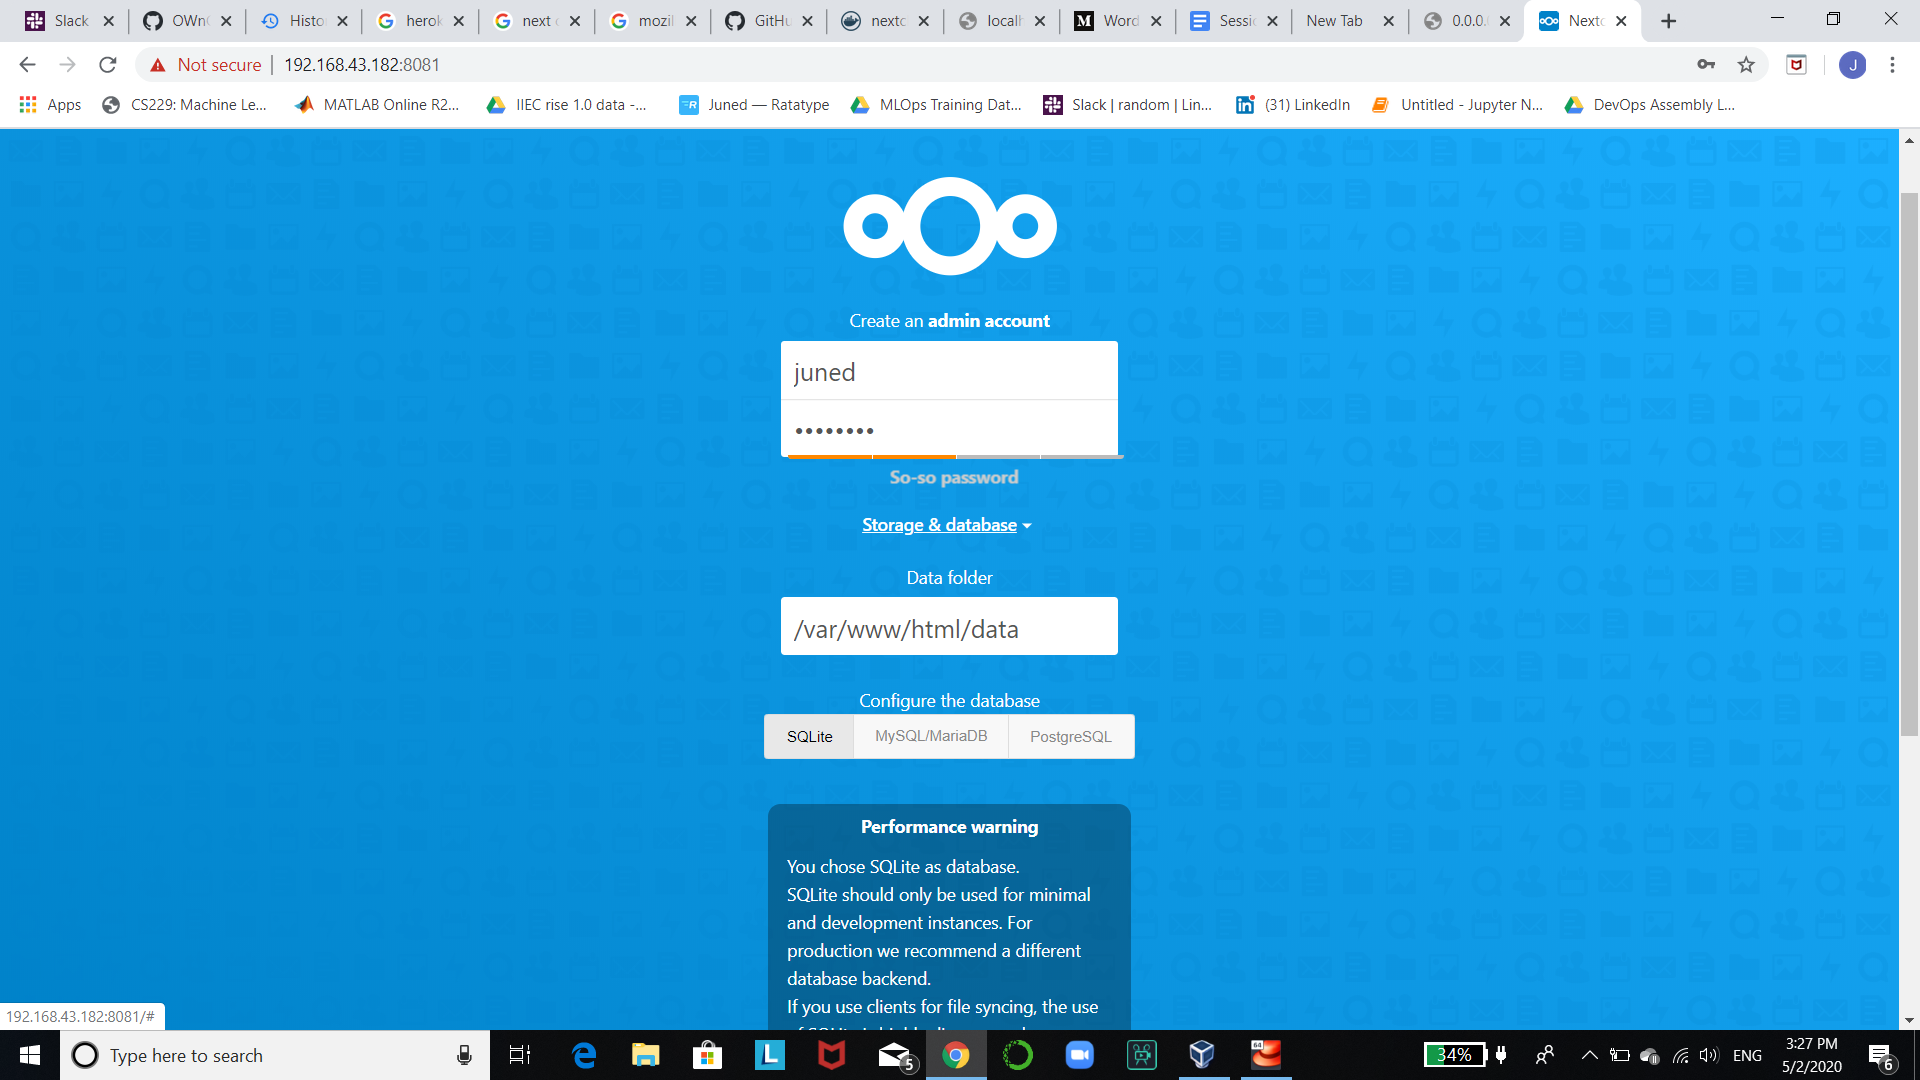 Slack
OWn
Histo
herok
next c
mozil
GitHu
nextc
localh
Word
Sessi
New Tab
0.0.0.
Nextc
Not secure
192.168.43.182:8081
J
Apps
CS229: Machine Le...
MATLAB Online R2...
IIEC rise 1.0 data -...
Juned — Ratatype
MLOps Training Dat...
Slack | random | Lin...
(31) LinkedIn
Untitled - Jupyter N...
DevOps Assembly L...
Create an admin account
juned
••••••••
So-so password
Storage & database
Data folder
/var/www/html/data
Configure the database
SQLite
MySQL/MariaDB
PostgreSQL
Performance warning
You chose SQLite as database.
SQLite should only be used for minimal
and development instances. For
production we recommend a different
database backend.
If you use clients for file syncing, the use
192.168.43.182:8081/#
Type here to search
5
34%
ENG
3:27 PM
5/2/2020
6